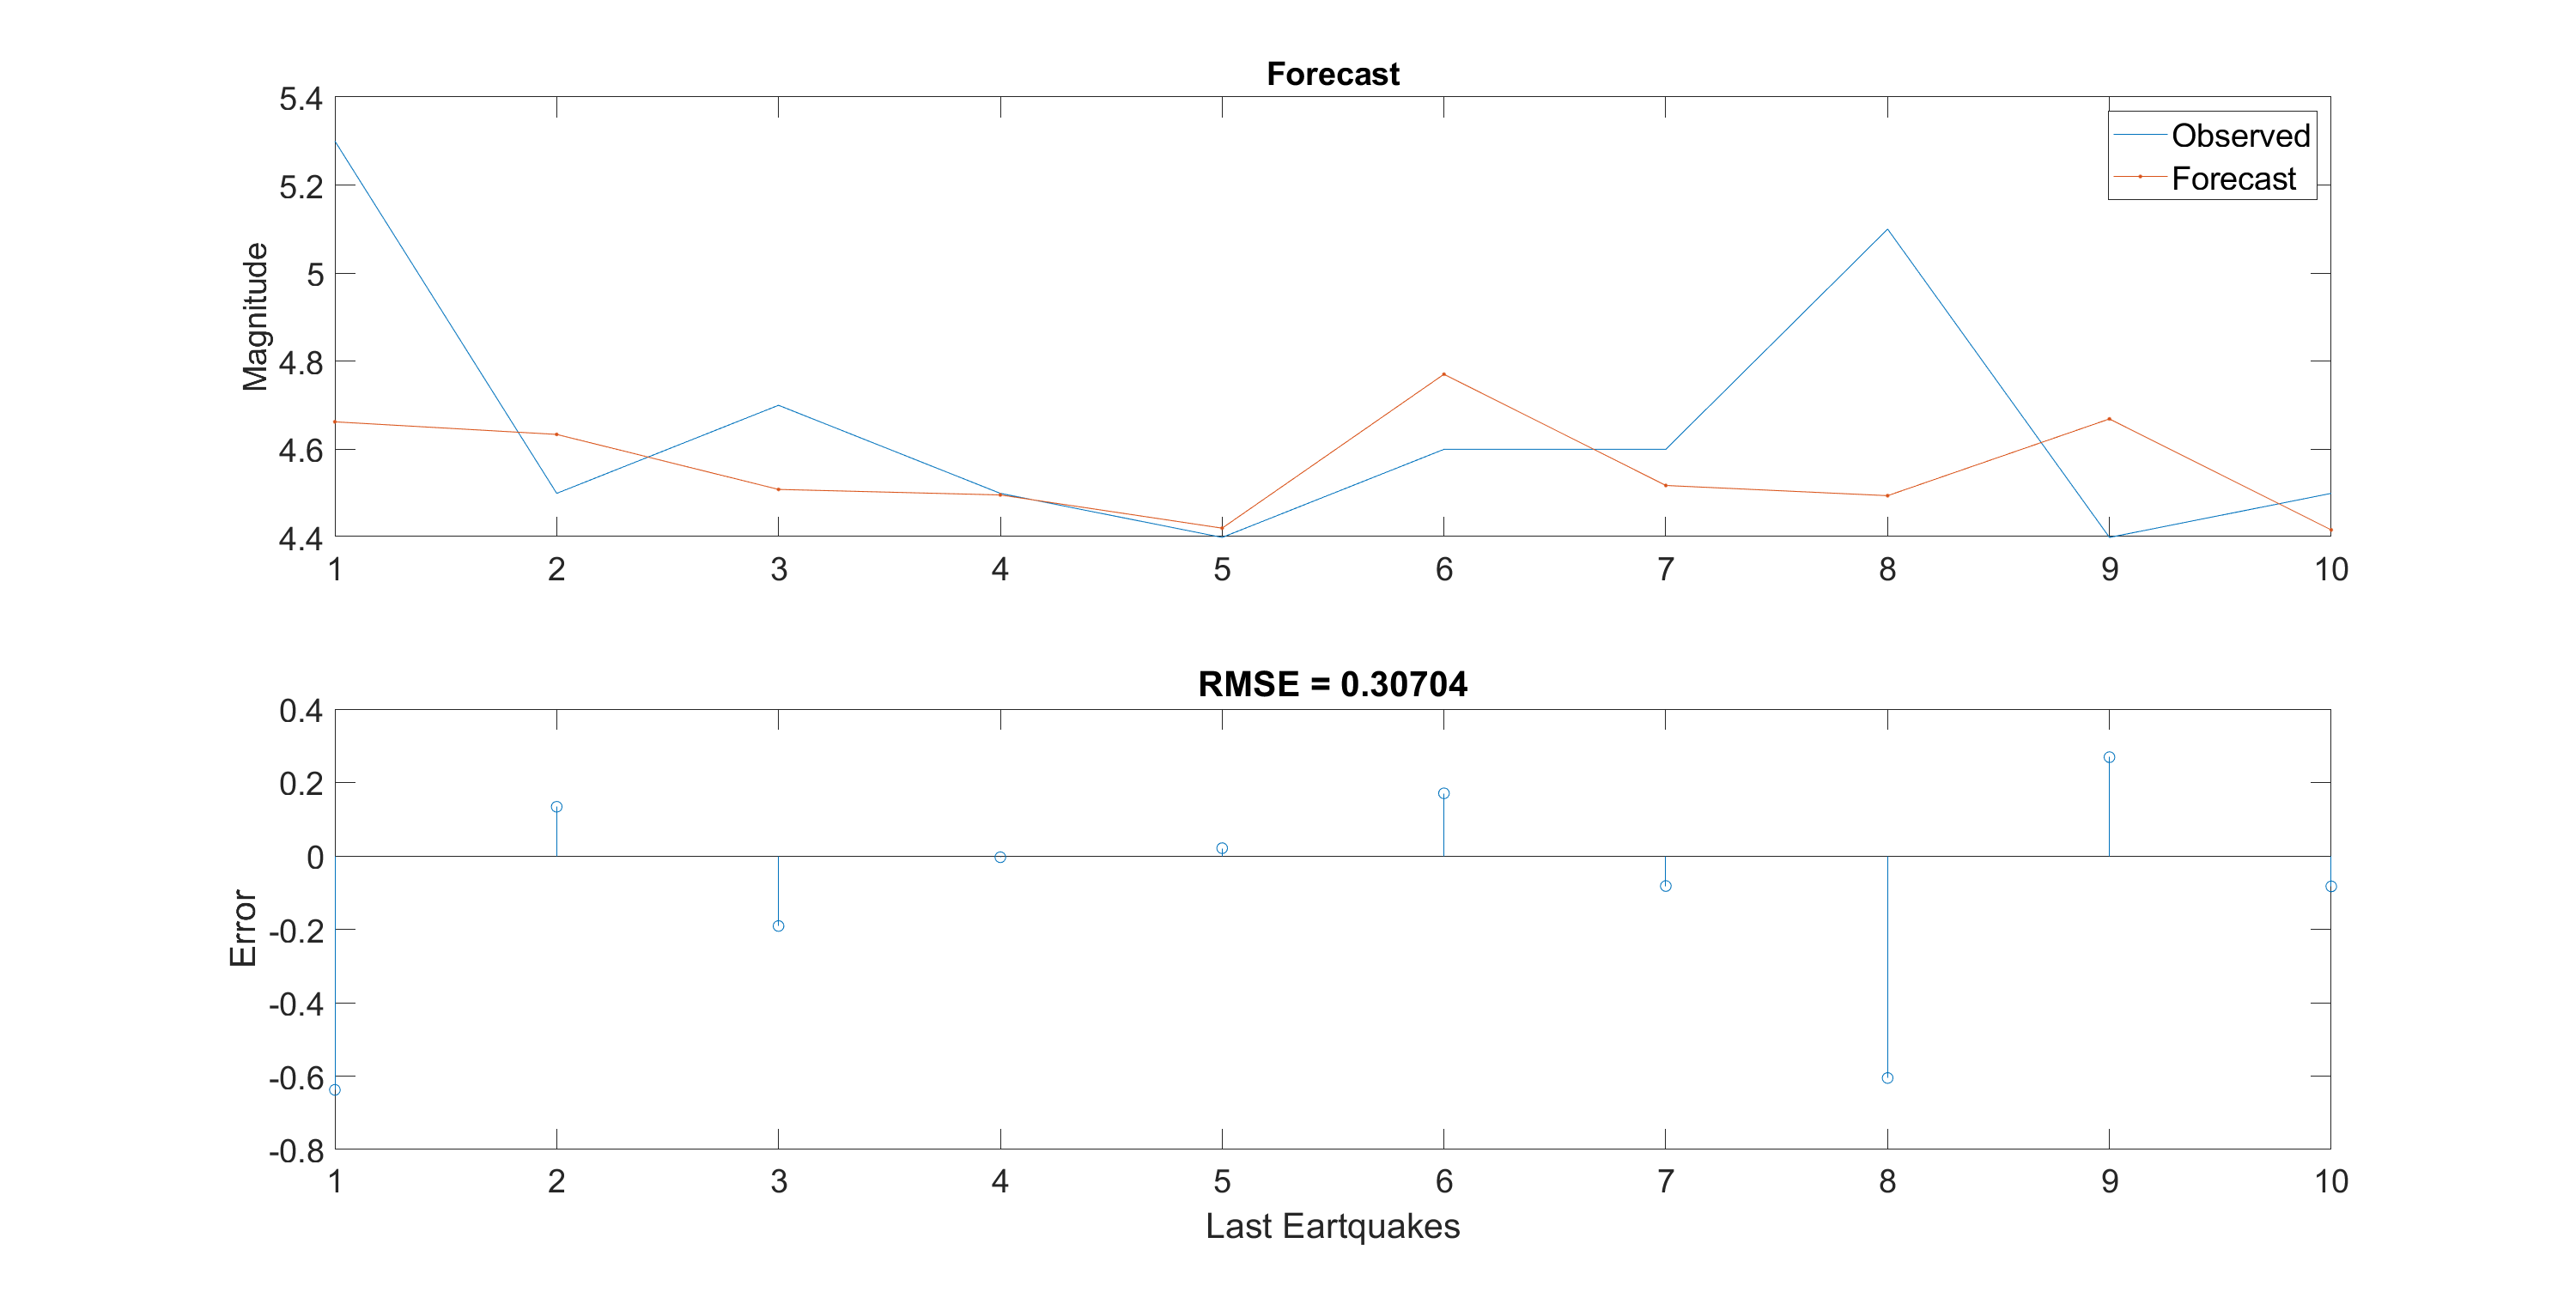 Forecast
5.4
5.2
5
4.8
4.6
4.4
Magnitude
Observed
Forecast
1 2 3 4 5 6 7 8 9 10
RMSE = 0.30704
0.4
0.2
0
-0.2
-0.4
-0.6
-0.8
Error
1 2 3 4 5 6 7 8 9 10
Last Eartquakes